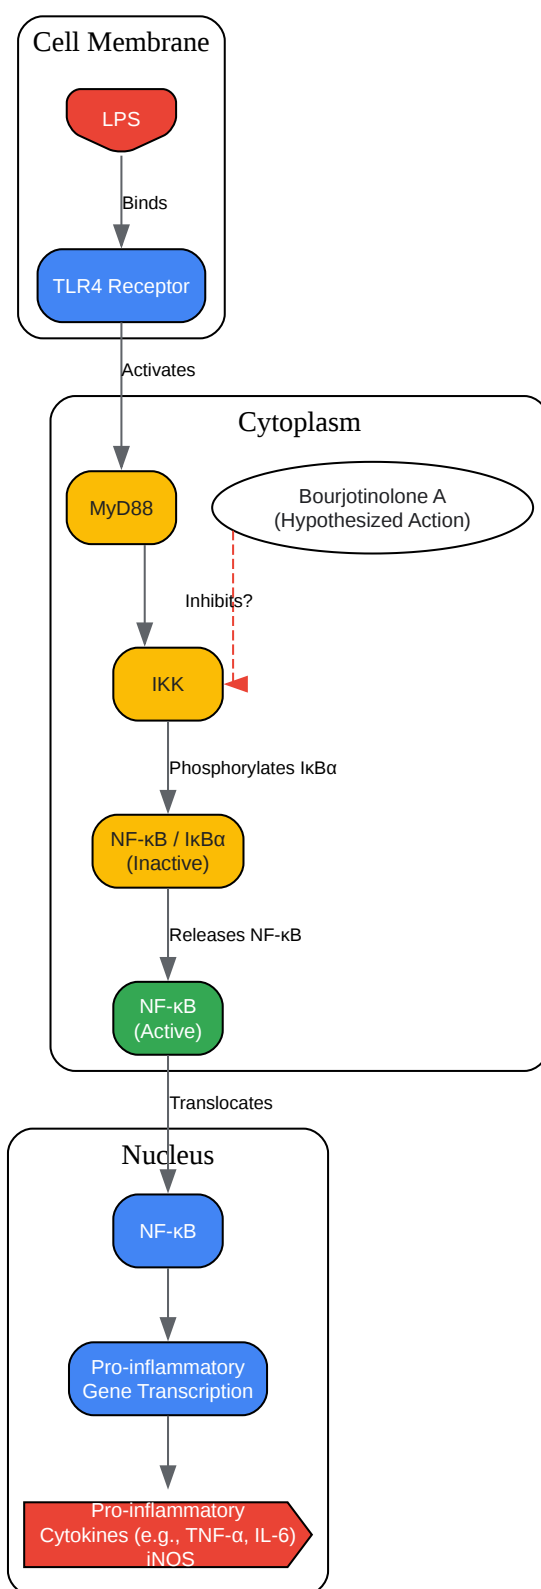 Cell Membrane
LPS
Binds
TLR4 Receptor
Activates
Cytoplasm
MyD88
Bourjotinolone A
(Hypothesized Action)
Inhibits?
IKK
Phosphorylates IκBα
NF-κB / IκBα
(Inactive)
Releases NF-κB
NF-κB
(Active)
Translocates
Nucleus
NF-κB
Pro-inflammatory
Gene Transcription
Pro-inflammatory
Cytokines (e.g., TNF-α, IL-6)
iNOS